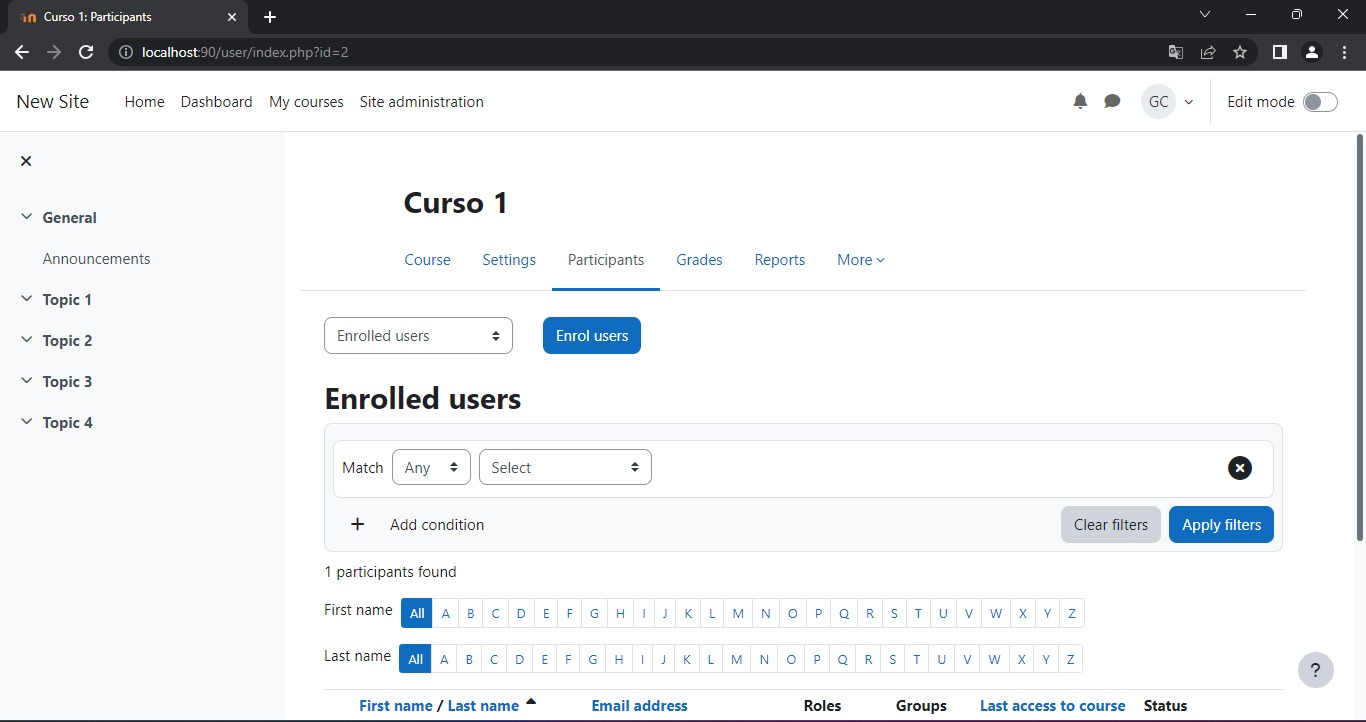 Curso 1: Participants
localhost:90/user/index.php?id=2
New Site Home Dashboard My courses Site administration GC Edit mode
General
Announcements
Topic 1
Topic 2
Topic 3
Topic 4
Curso 1
Course Settings Participants Grades Reports More
Enrolled users Enrol users
Enrolled users
Match Any Select
+ Add condition Clear filters Apply filters
1 participants found
First name All A B C D E F G H I J K L M N O P Q R S T U V W X Y Z
Last name All A B C D E F G H I J K L M N O P Q R S T U V W X Y Z
?
First name / Last name Email address Roles Groups Last access to course Status